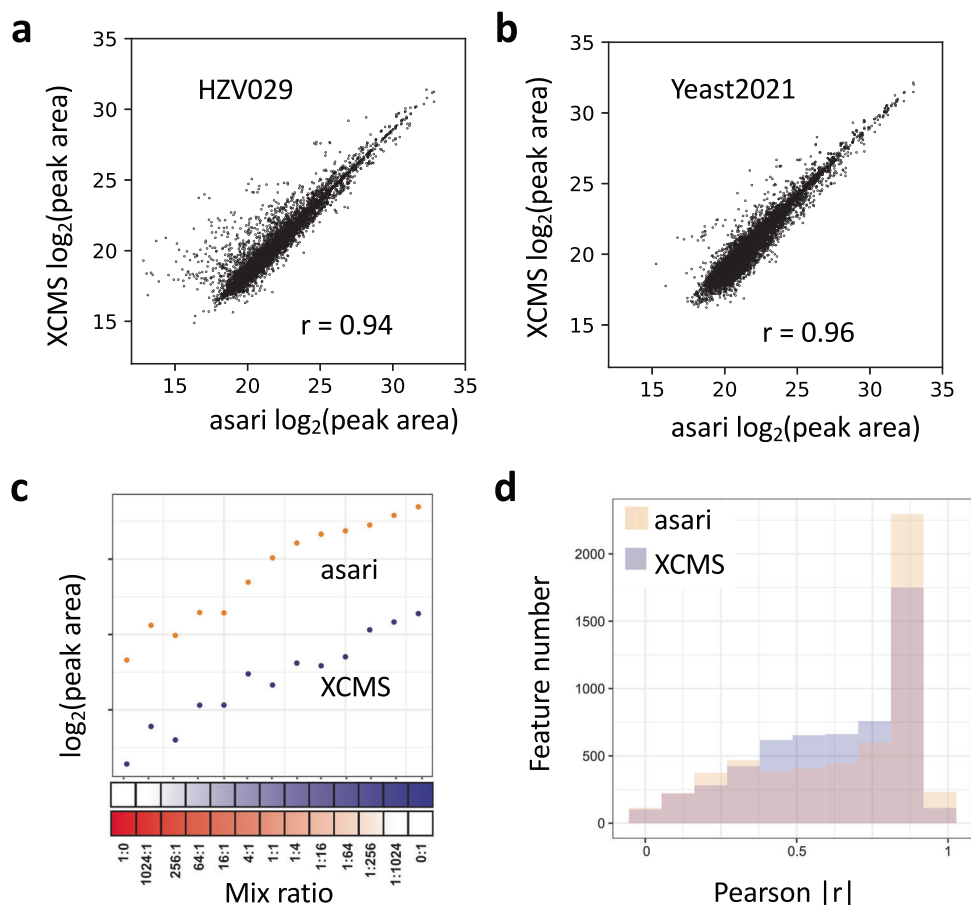 a
35
30
25
20
15
XCMS log₂(peak area)
HZV029
r = 0.94
15 20 25 30 35
asari log₂(peak area)
b
35
30
25
20
15
XCMS log₂(peak area)
Yeast2021
r = 0.96
15 20 25 30 35
asari log₂(peak area)
c
log₂(peak area)
asari
XCMS
1:0
1024:1
256:1
64:1
16:1
4:1
1:1
1:4
1:16
1:64
1:256
1:1024
0:1
Mix ratio
d
asari
XCMS
Feature number
2000
1500
1000
500
0
0 0.5 1
Pearson |r|